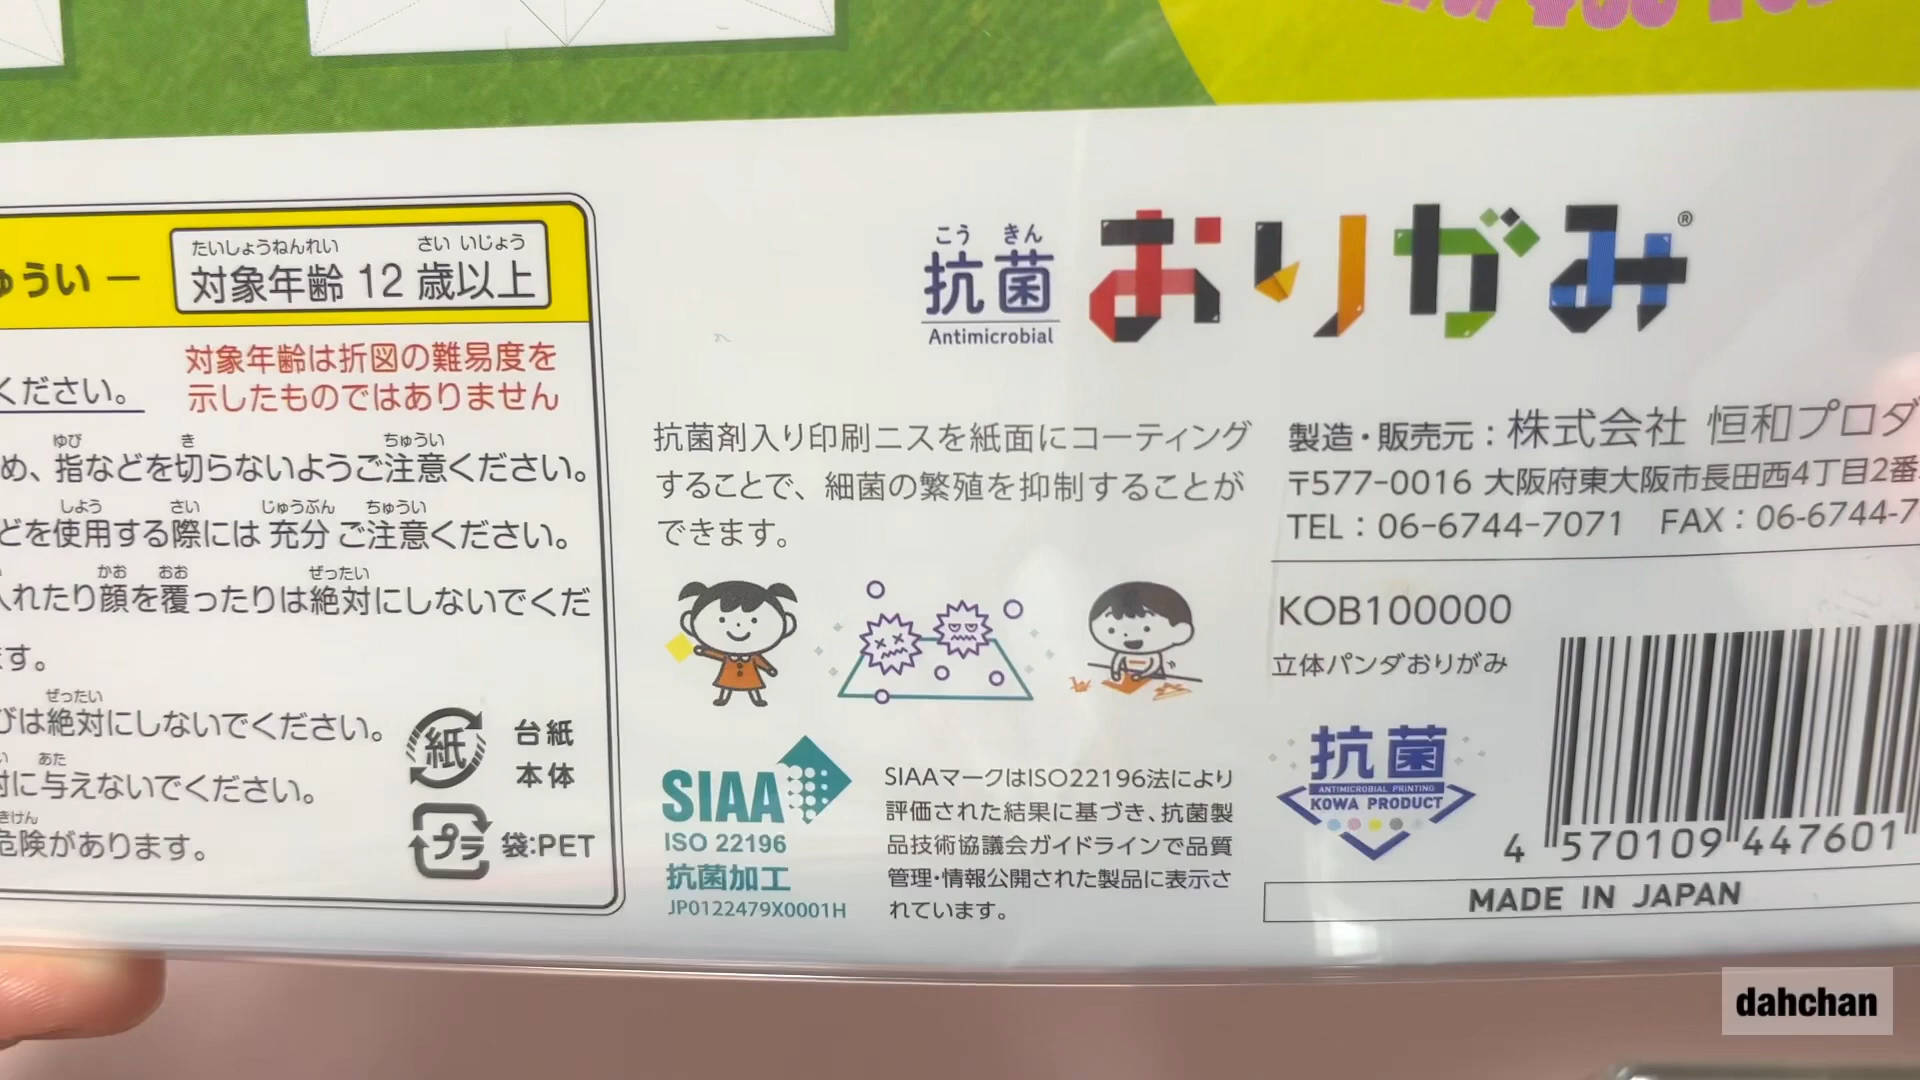 ゅうい ー
たいしょうねんれい さい いじょう
対象年齢 12 歳以上
ください。
対象年齢は折図の難易度を
示したものではありません
ゆび き ちゅうい
め、指などを切らないようご注意ください。
しよう さい じゅうぶん ちゅうい
どを使用する際には 充分 ご注意ください。
かお おお ぜったい
れたり顔を覆ったりは絶対にしないでくだ
ます。
ぜったい
びは絶対にしないでください。
あた
に与えないでください。
きけん
危険があります。
紙
台紙
本体
プラ
袋:PET
こう きん
抗菌
Antimicrobial
おりがみ®
抗菌剤入り印刷ニスを紙面にコーティング
することで、細菌の繁殖を抑制することが
できます。
SIAA
ISO 22196
抗菌加工
JP0122479X0001H
SIAAマークはISO22196法により
評価された結果に基づき、抗菌製
品技術協議会ガイドラインで品質
管理・情報公開された製品に表示さ
れています。
製造・販売元：株式会社 恒和プロダ
〒577-0016 大阪府東大阪市長田西4丁目2番
TEL：06-6744-7071 FAX：06-6744-7
KOB100000
立体パンダおりがみ
抗菌
ANTIMICROBIAL PRINTING
KOWA PRODUCT
4 570109 447601
MADE IN JAPAN
dahchan